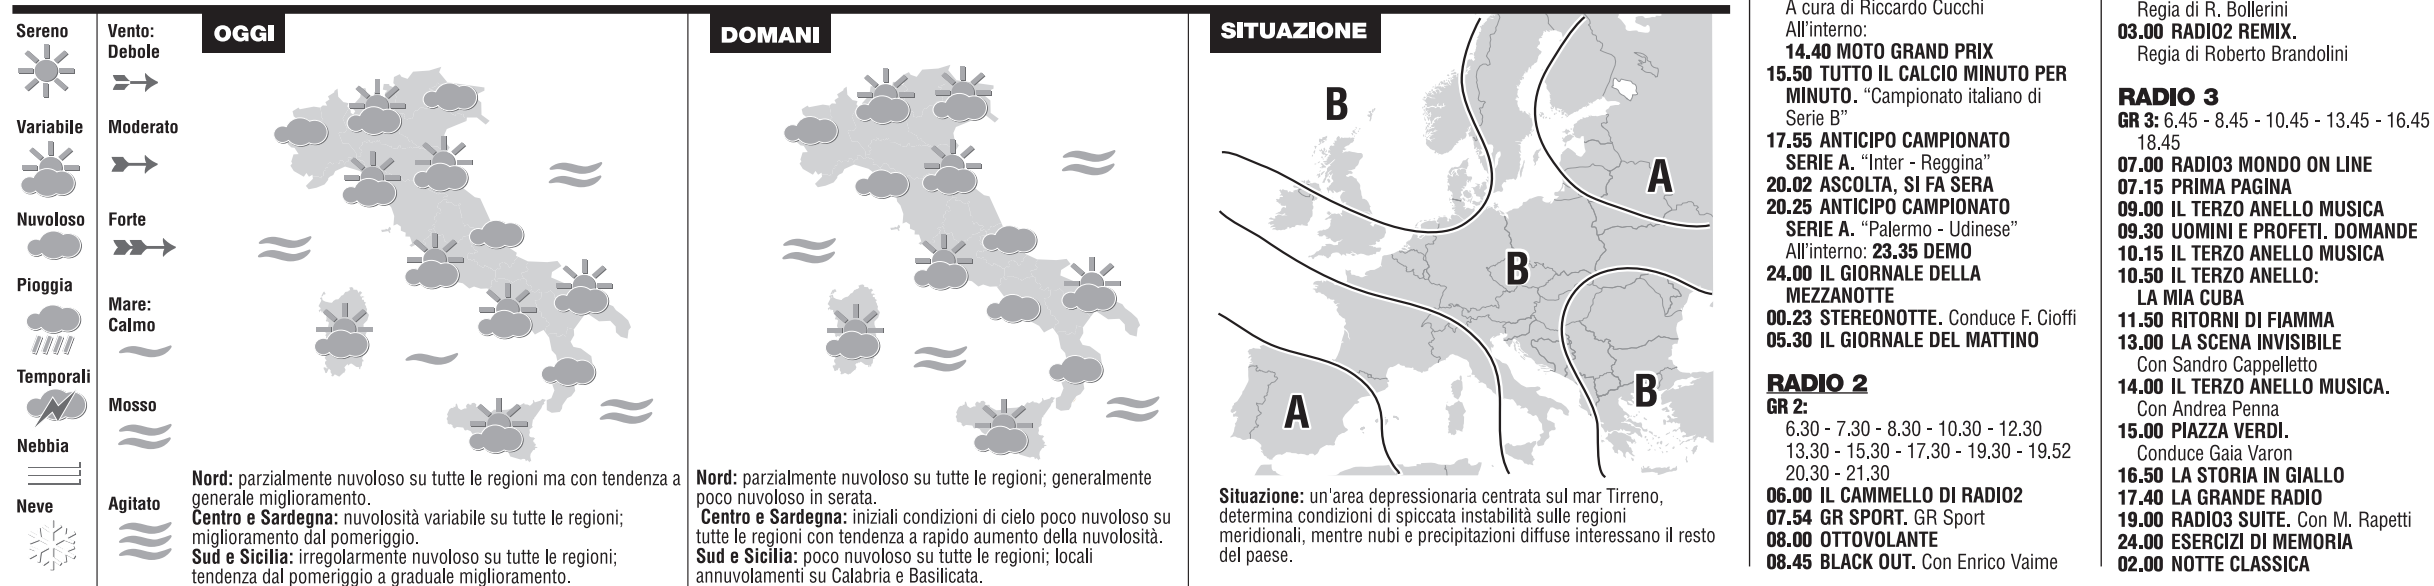 Sereno
Variabile
Nuvoloso
Pioggia
Temporali
Nebbia
Neve
Vento:
Debole
Moderato
Forte
Mare:
Calmo
Mosso
Agitato
OGGI
Nord: parzialmente nuvoloso su tutte le regioni ma con tendenza a
generale miglioramento.
Centro e Sardegna: nuvolosità variabile su tutte le regioni;
miglioramento dal pomeriggio.
Sud e Sicilia: irregolarmente nuvoloso su tutte le regioni;
tendenza dal pomeriggio a graduale miglioramento.
DOMANI
Nord: parzialmente nuvoloso su tutte le regioni; generalmente
poco nuvoloso in serata.
Centro e Sardegna: iniziali condizioni di cielo poco nuvoloso su
tutte le regioni con tendenza a rapido aumento della nuvolosità.
Sud e Sicilia: poco nuvoloso su tutte le regioni; locali
annuvolamenti su Calabria e Basilicata.
SITUAZIONE
B
A
B
B
A
Situazione: un'area depressionaria centrata sul mar Tirreno,
determina condizioni di spiccata instabilità sulle regioni
meridionali, mentre nubi e precipitazioni diffuse interessano il resto
del paese.
A cura di Riccardo Cucchi
All'interno:
14.40 MOTO GRAND PRIX
15.50 TUTTO IL CALCIO MINUTO PER
MINUTO. "Campionato italiano di
Serie B"
17.55 ANTICIPO CAMPIONATO
SERIE A. "Inter - Reggina"
20.02 ASCOLTA, SI FA SERA
20.25 ANTICIPO CAMPIONATO
SERIE A. "Palermo - Udinese"
All'interno: 23.35 DEMO
24.00 IL GIORNALE DELLA
MEZZANOTTE
00.23 STEREONOTTE. Conduce F. Cioffi
05.30 IL GIORNALE DEL MATTINO
RADIO 2
GR 2:
6.30 - 7.30 - 8.30 - 10.30 - 12.30
13.30 - 15.30 - 17.30 - 19.30 - 19.52
20.30 - 21.30
06.00 IL CAMMELLO DI RADIO2
07.54 GR SPORT. GR Sport
08.00 OTTOVOLANTE
08.45 BLACK OUT. Con Enrico Vaime
Regia di R. Bollerini
03.00 RADIO2 REMIX.
Regia di Roberto Brandolini
RADIO 3
GR 3: 6.45 - 8.45 - 10.45 - 13.45 - 16.45
18.45
07.00 RADIO3 MONDO ON LINE
07.15 PRIMA PAGINA
09.00 IL TERZO ANELLO MUSICA
09.30 UOMINI E PROFETI. DOMANDE
10.15 IL TERZO ANELLO MUSICA
10.50 IL TERZO ANELLO:
LA MIA CUBA
11.50 RITORNI DI FIAMMA
13.00 LA SCENA INVISIBILE
Con Sandro Cappelletto
14.00 IL TERZO ANELLO MUSICA.
Con Andrea Penna
15.00 PIAZZA VERDI.
Conduce Gaia Varon
16.50 LA STORIA IN GIALLO
17.40 LA GRANDE RADIO
19.00 RADIO3 SUITE. Con M. Rapetti
24.00 ESERCIZI DI MEMORIA
02.00 NOTTE CLASSICA